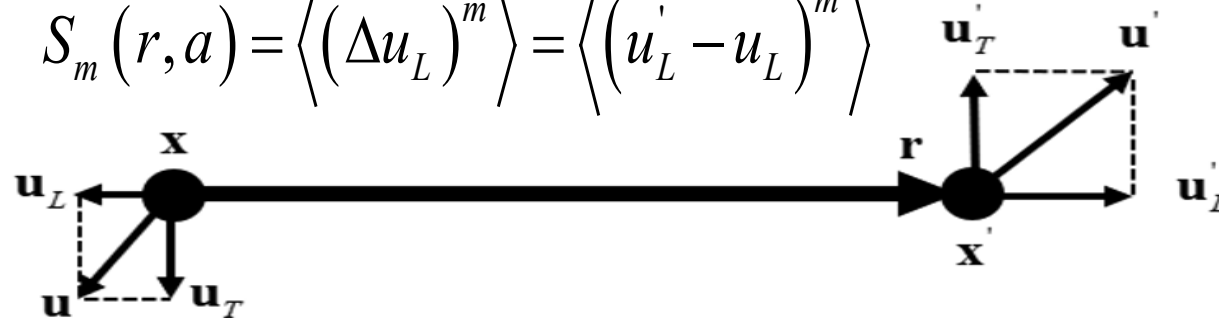 S_m(r,a) = ⟨(Δu_L)^m⟩ = ⟨(u'_L − u_L)^m⟩
u'_T
u'
x
r
u_L
u'_L
x'
u
u_T